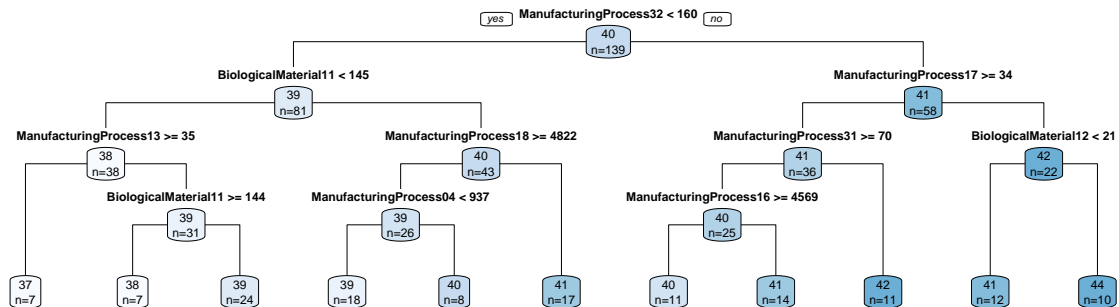 ManufacturingProcess32 < 160
yes
no
40
n=139
BiologicalMaterial11 < 145
ManufacturingProcess17 >= 34
39
n=81
41
n=58
ManufacturingProcess13 >= 35
ManufacturingProcess18 >= 4822
ManufacturingProcess31 >= 70
BiologicalMaterial12 < 21
38
n=38
40
n=43
41
n=36
42
n=22
BiologicalMaterial11 >= 144
ManufacturingProcess04 < 937
ManufacturingProcess16 >= 4569
39
n=31
39
n=26
40
n=25
37
n=7
38
n=7
39
n=24
39
n=18
40
n=8
41
n=17
40
n=11
41
n=14
42
n=11
41
n=12
44
n=10